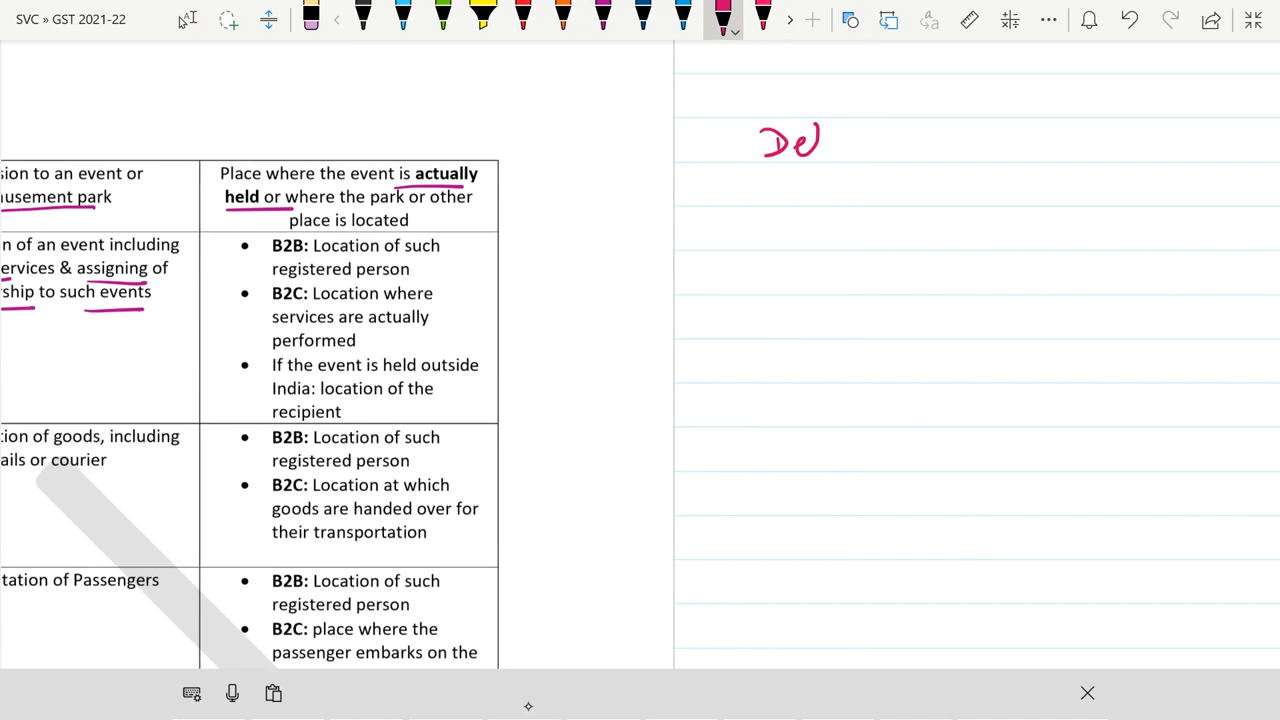 SVC » GST 2021-22
De
sion to an event or
usement park
Place where the event is actually
held or where the park or other
place is located
n of an event including
ervices & assigning of
ship to such events
• B2B: Location of such
registered person
• B2C: Location where
services are actually
performed
• If the event is held outside
India: location of the
recipient
tion of goods, including
ails or courier
• B2B: Location of such
registered person
• B2C: Location at which
goods are handed over for
their transportation
tation of Passengers
• B2B: Location of such
registered person
• B2C: place where the
passenger embarks on the